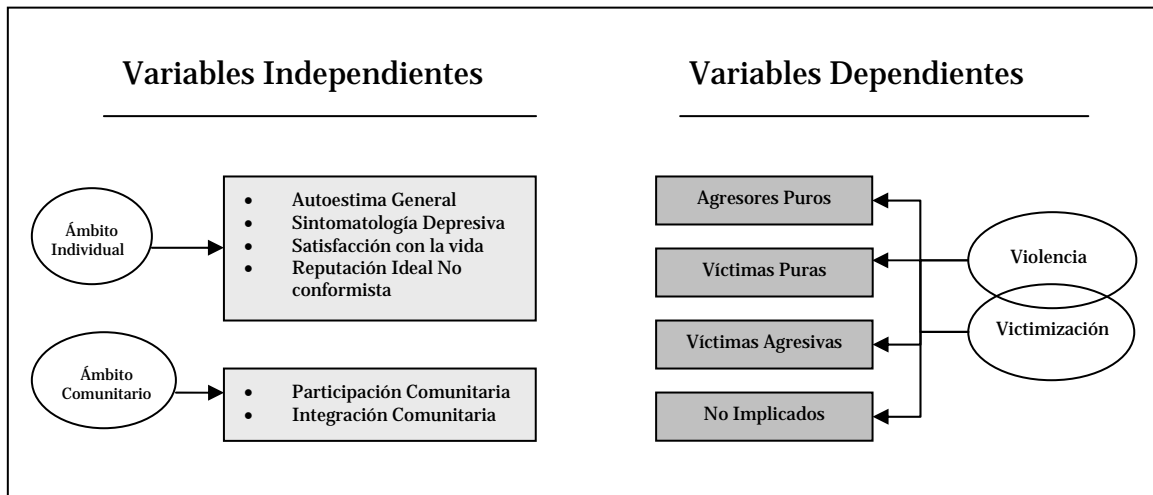 Variables Independientes
Variables Dependientes
Ámbito
Individual
• Autoestima General
• Sintomatología Depresiva
• Satisfacción con la vida
• Reputación Ideal No
conformista
Ámbito
Comunitario
• Participación Comunitaria
• Integración Comunitaria
Agresores Puros
Víctimas Puras
Víctimas Agresivas
No Implicados
Violencia
Victimización